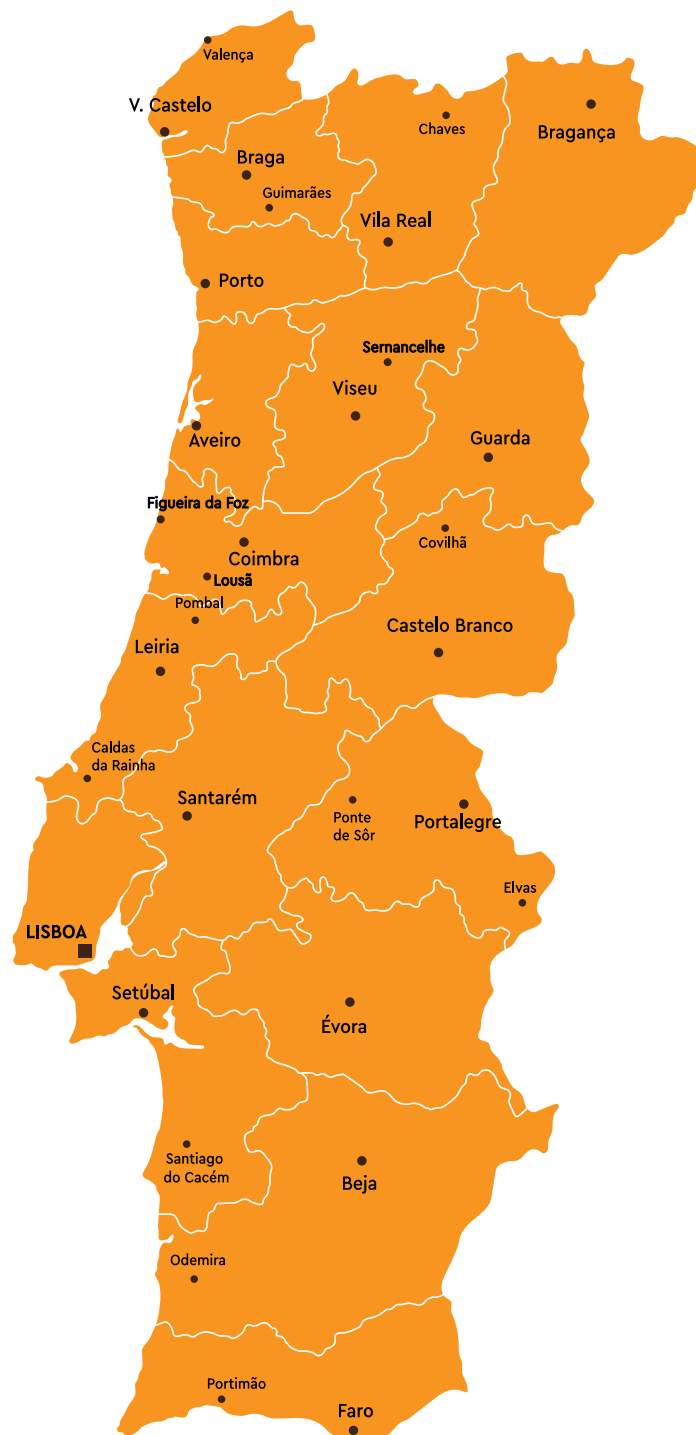 Valença
V. Castelo
Chaves
Bragança
Braga
Guimarães
Vila Real
Porto
Sernancelhe
Viseu
Aveiro
Guarda
Figueira da Foz
Covilhã
Coimbra
Lousã
Pombal
Castelo Branco
Leiria
Caldas
da Rainha
Santarém
Ponte
de Sôr
Portalegre
Elvas
LISBOA
Setúbal
Évora
Santiago
do Cacém
Beja
Odemira
Portimão
Faro